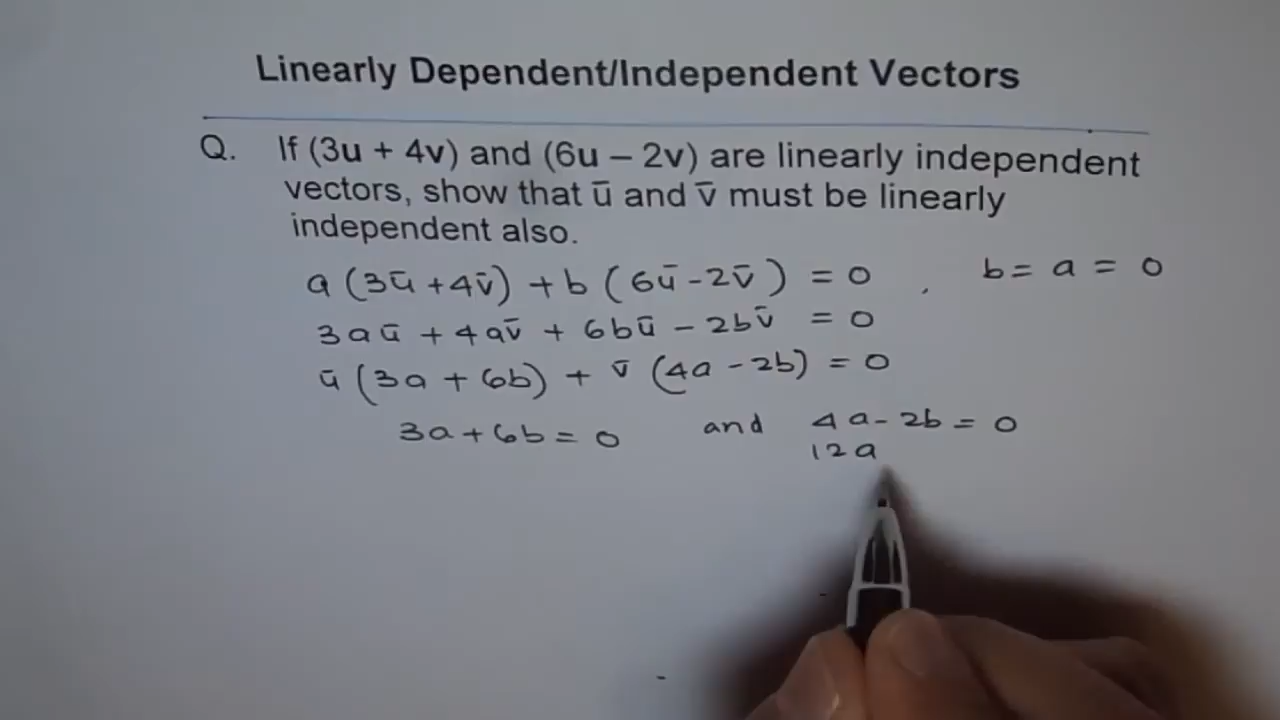 Linearly Dependent/Independent Vectors
Q. If (3u + 4v) and (6u – 2v) are linearly independent
vectors, show that ū and v̄ must be linearly
independent also.
a (3ū + 4v̄) + b (6ū - 2v̄) = 0 , b = a = 0
3aū + 4av̄ + 6bū - 2bv̄ = 0
ū (3a + 6b) + v̄ (4a - 2b) = 0
3a + 6b = 0 and 4a - 2b = 0
12a